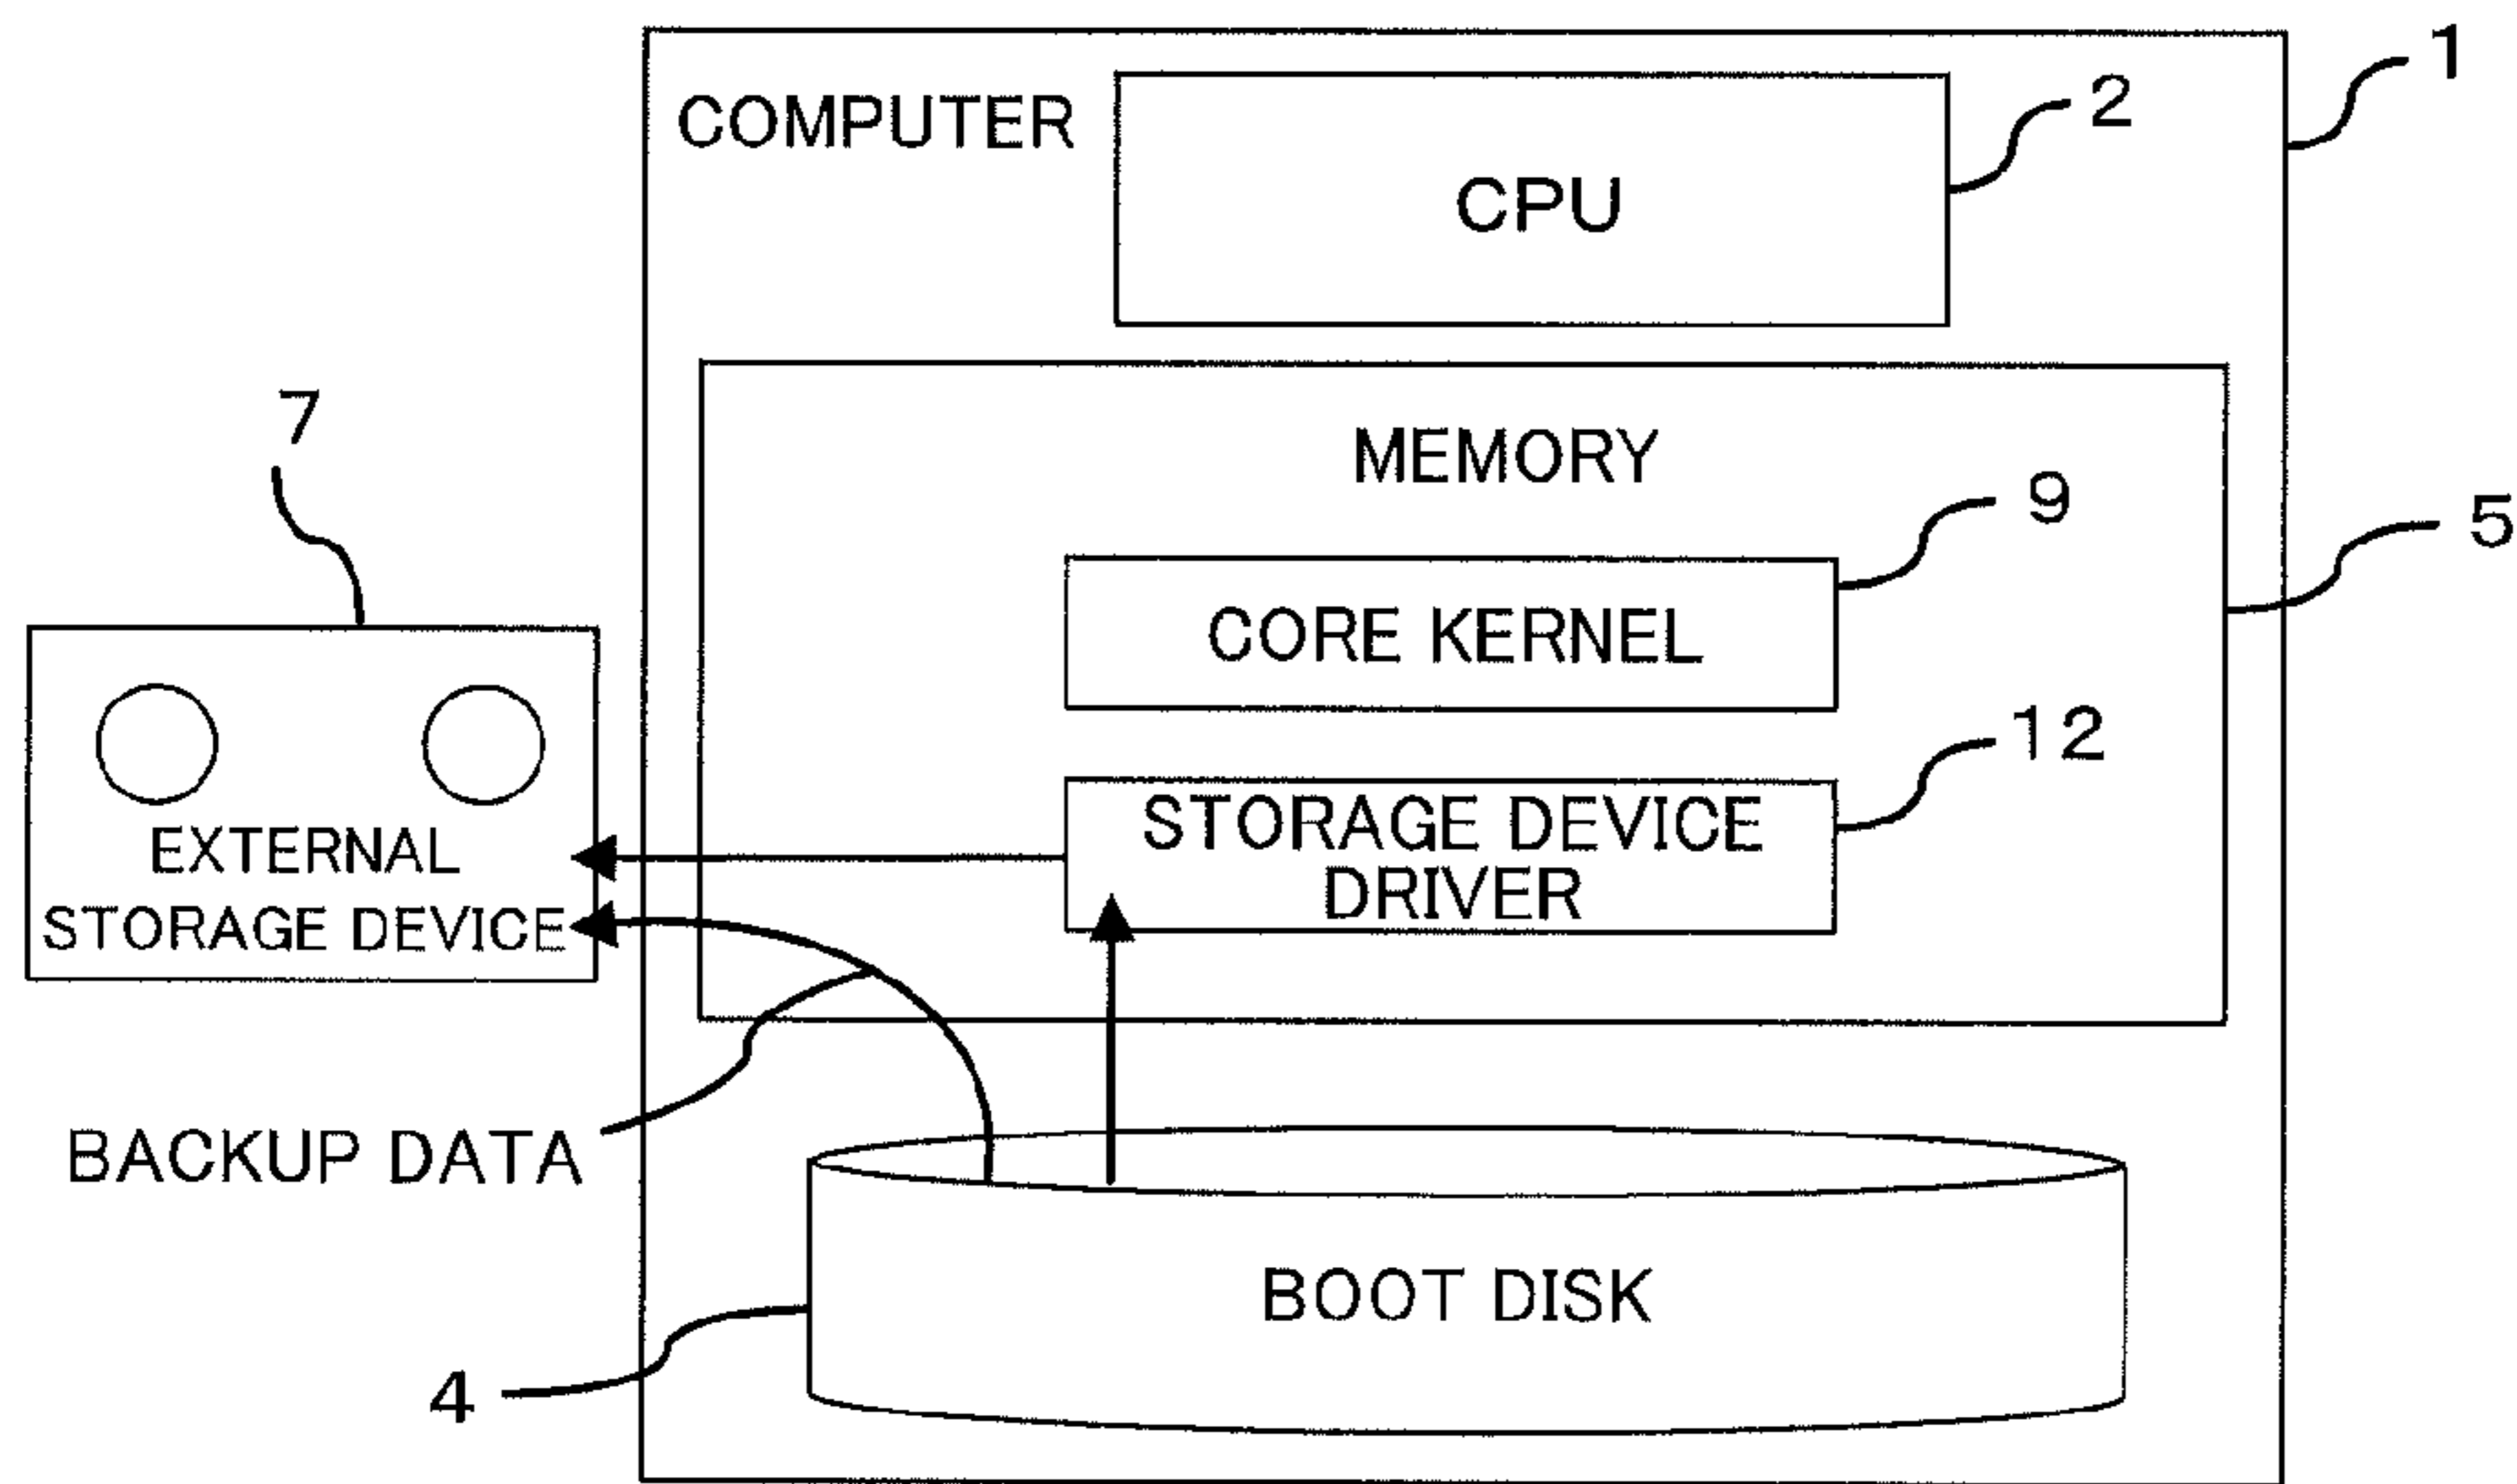 1
COMPUTER
2
CPU
7
MEMORY
9
5
CORE KERNEL
12
STORAGE DEVICE
DRIVER
EXTERNAL
STORAGE DEVICE
BACKUP DATA
BOOT DISK
4